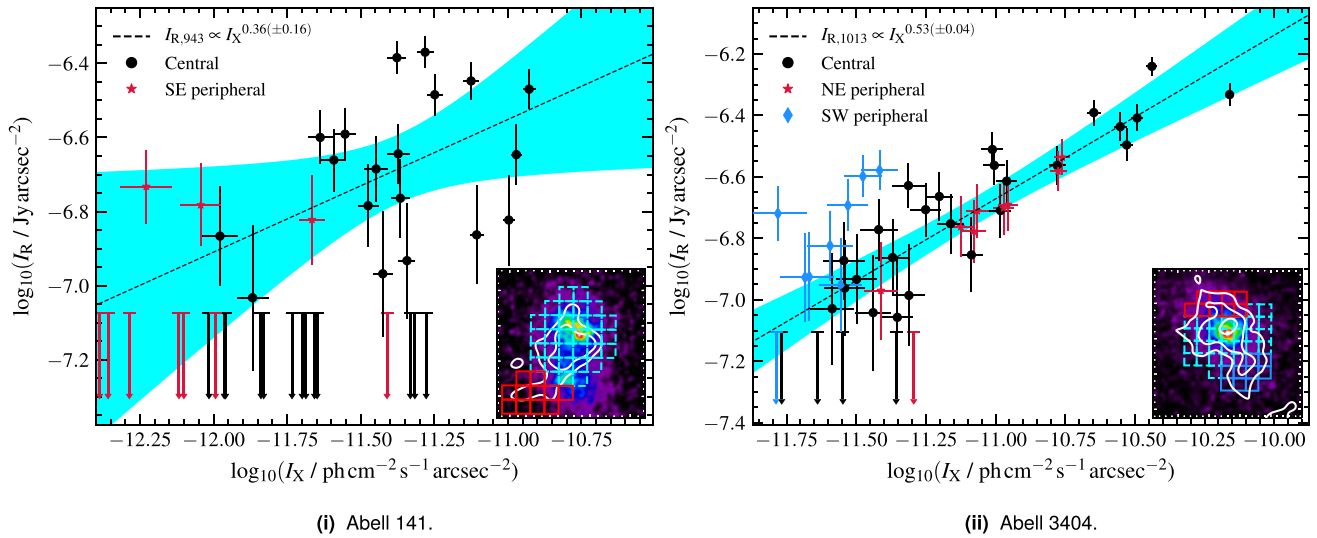 I_R,943 ∝ I_X^0.36(±0.16)
Central
SE peripheral
−6.4
−6.6
−6.8
−7.0
−7.2
log₁₀(I_R / Jy arcsec⁻²)
−12.25 −12.00 −11.75 −11.50 −11.25 −11.00 −10.75
log₁₀(I_X / ph cm⁻² s⁻¹ arcsec⁻²)
(i) Abell 141.
I_R,1013 ∝ I_X^0.53(±0.04)
Central
NE peripheral
SW peripheral
−6.2
−6.4
−6.6
−6.8
−7.0
−7.2
−7.4
log₁₀(I_R / Jy arcsec⁻²)
−11.75 −11.50 −11.25 −11.00 −10.75 −10.50 −10.25 −10.00
log₁₀(I_X / ph cm⁻² s⁻¹ arcsec⁻²)
(ii) Abell 3404.